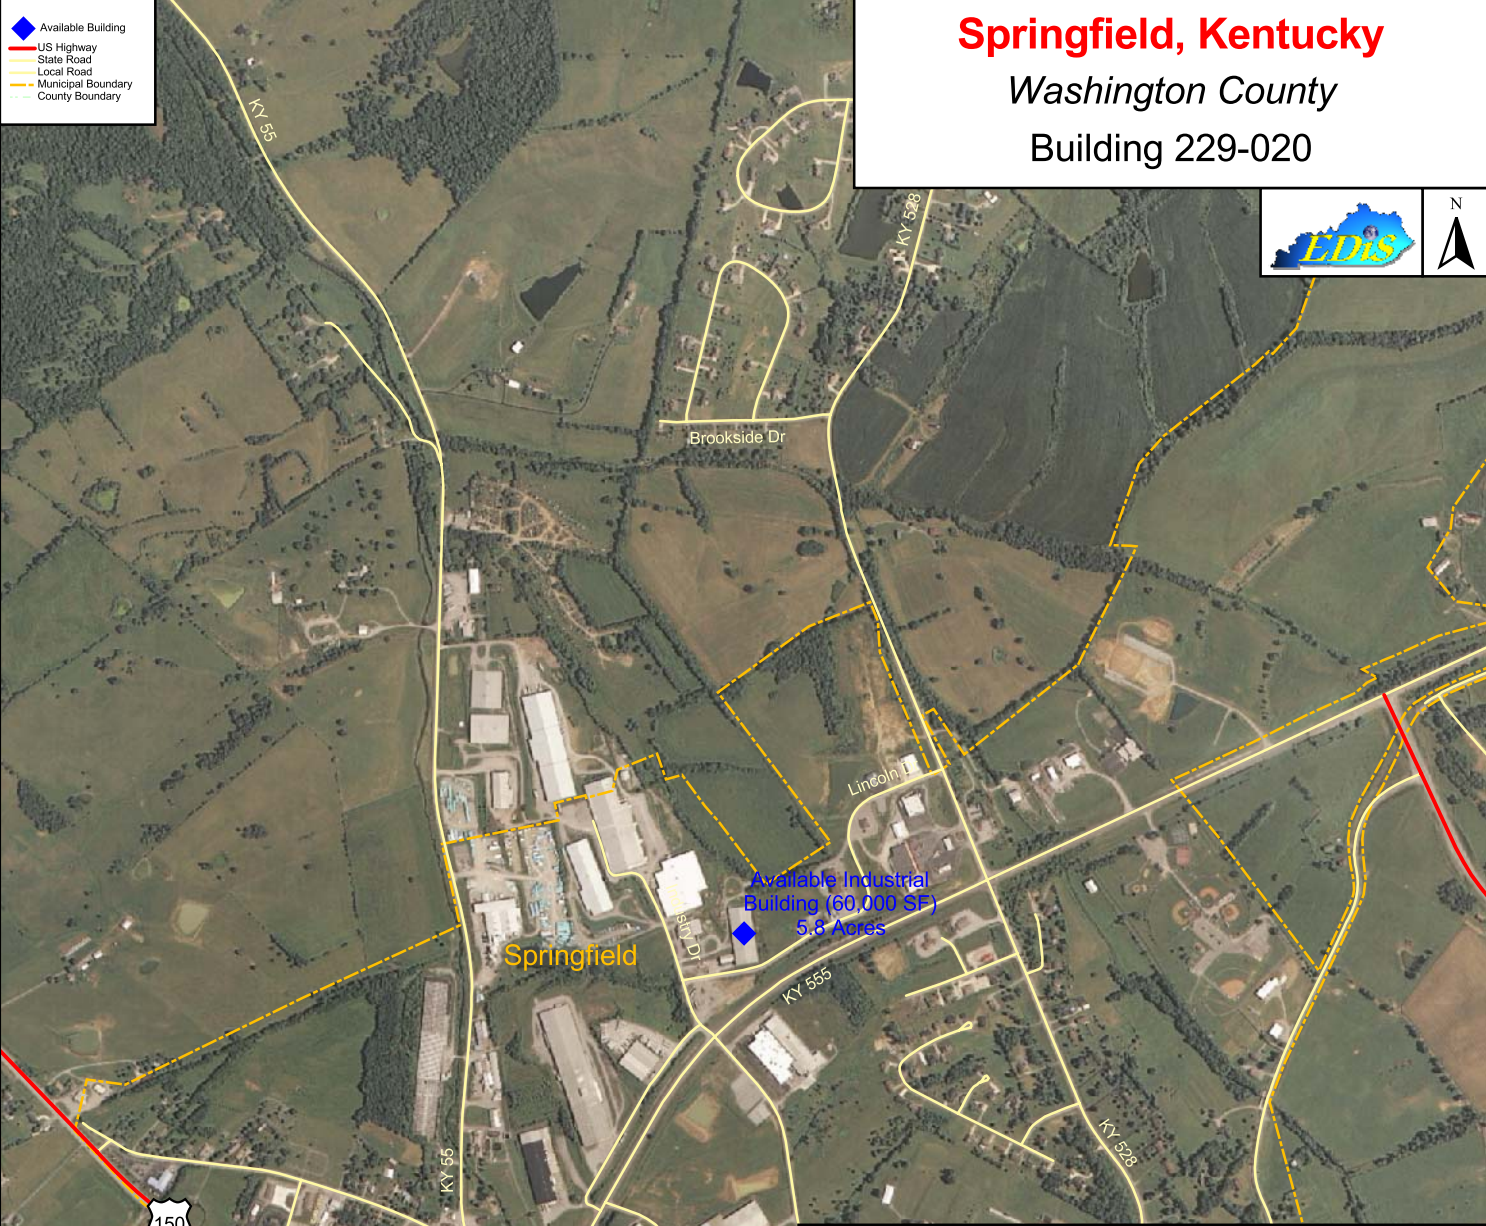 Available Building
US Highway
State Road
Local Road
Municipal Boundary
County Boundary
Springfield, Kentucky
Washington County
Building 229-020
EDiS
N
KY 55
KY 528
Brookside Dr
Lincoln
Available Industrial
Building (60,000 SF)
5.8 Acres
Dr
Springfield
KY 555
KY 55
KY 528
150